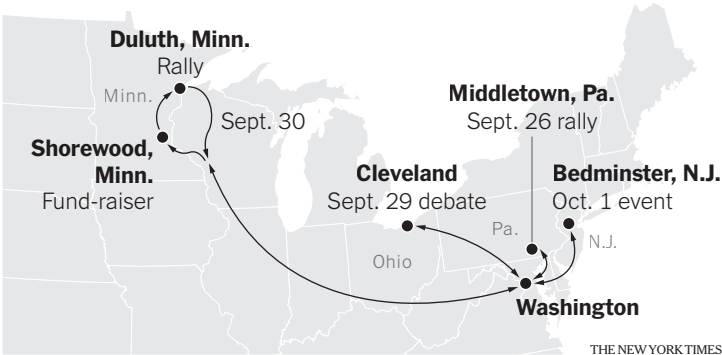 Duluth, Minn.
Rally
Minn.
Sept. 30
Shorewood,
Minn.
Fund-raiser
Middletown, Pa.
Sept. 26 rally
Cleveland
Sept. 29 debate
Bedminster, N.J.
Oct. 1 event
Pa.
N.J.
Ohio
Washington
THE NEW YORK TIMES